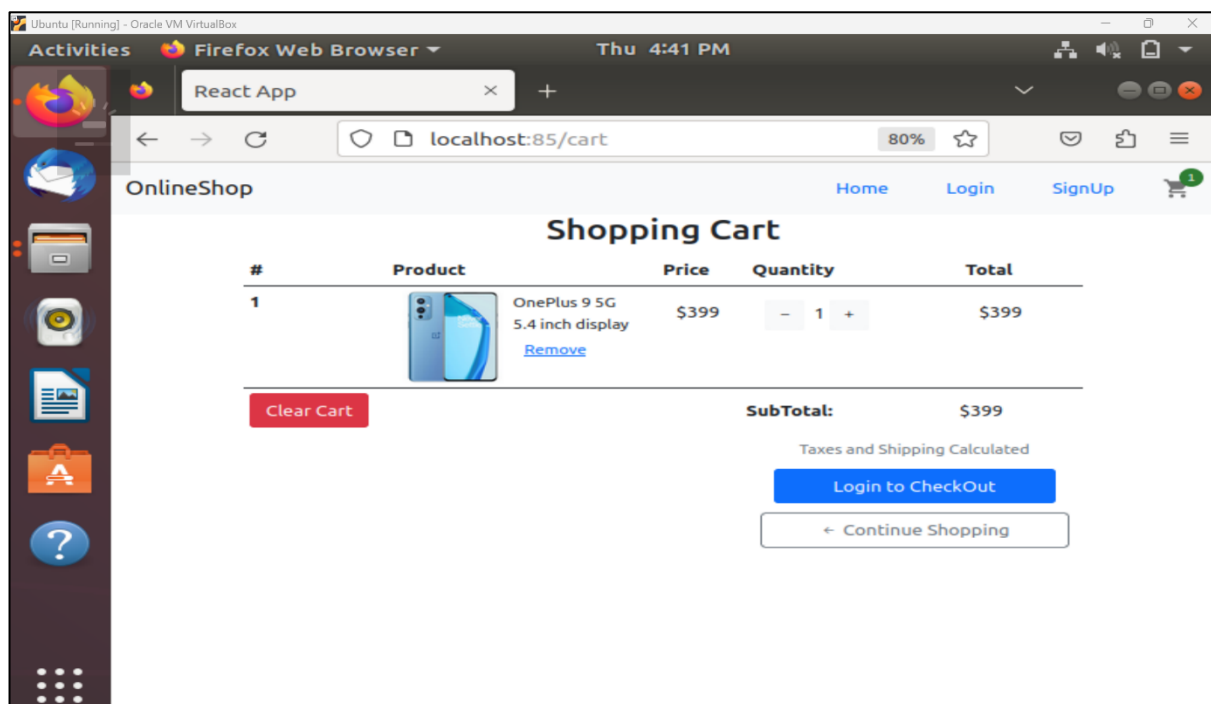 Ubuntu [Running] - Oracle VM VirtualBox
Activities Firefox Web Browser Thu 4:41 PM
React App
localhost:85/cart 80%
OnlineShop Home Login SignUp 1
Shopping Cart
# Product Price Quantity Total
1 OnePlus 9 5G $399 - 1 + $399
5.4 inch display
Remove
Clear Cart SubTotal: $399
Taxes and Shipping Calculated
Login to CheckOut
← Continue Shopping